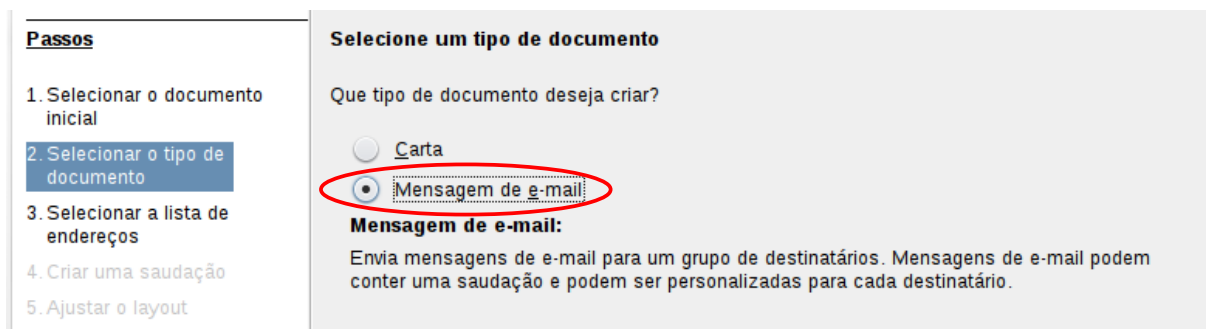 Passos
1. Selecionar o documento
inicial
2. Selecionar o tipo de
documento
3. Selecionar a lista de
endereços
4. Criar uma saudação
5. Ajustar o layout
Selecione um tipo de documento
Que tipo de documento deseja criar?
Carta
Mensagem de e-mail
Mensagem de e-mail:
Envia mensagens de e-mail para um grupo de destinatários. Mensagens de e-mail podem
conter uma saudação e podem ser personalizadas para cada destinatário.